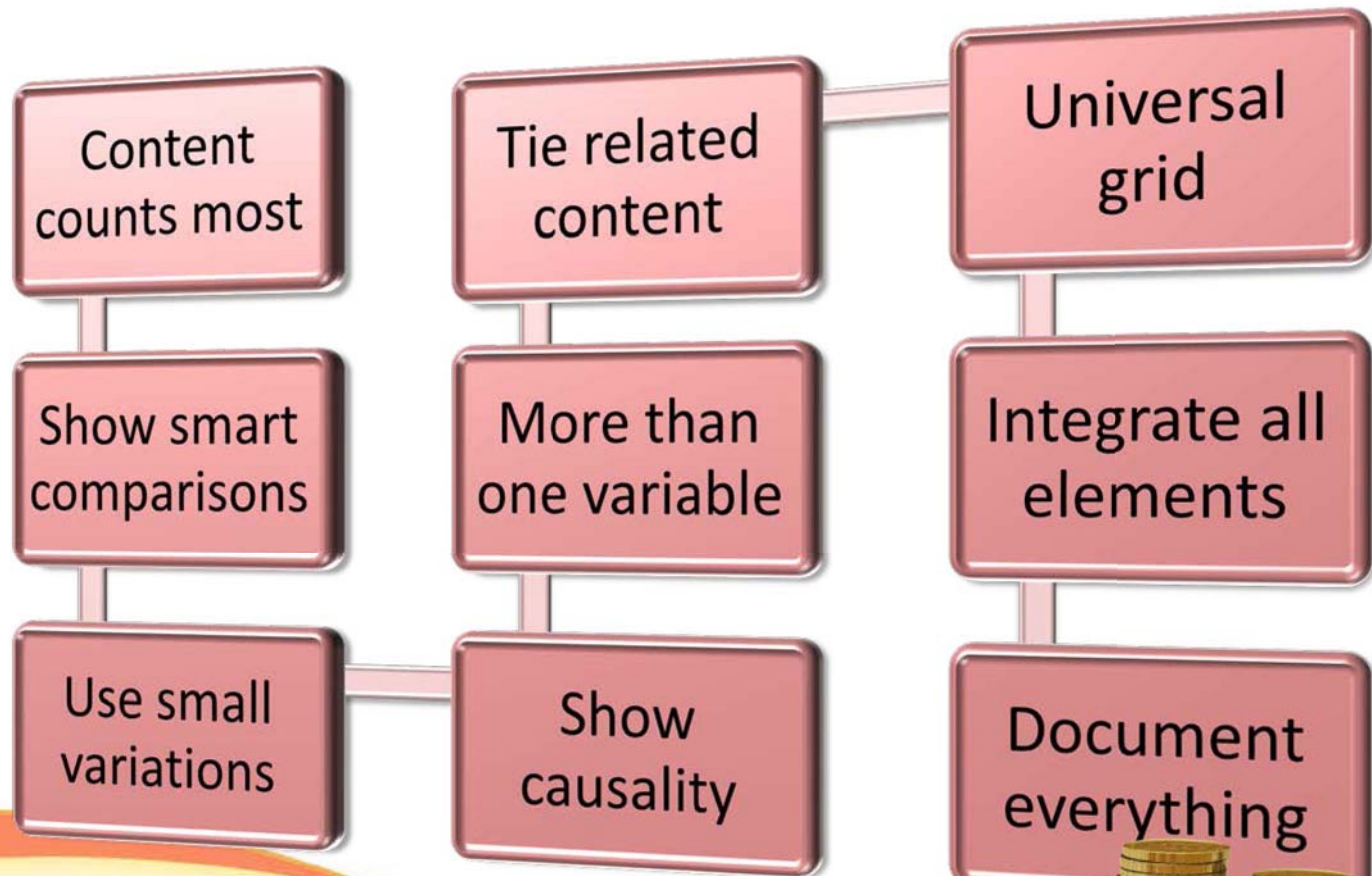 Content
counts most
Show smart
comparisons
Use small
variations
Show
causality
More than
one variable
Tie related
content
Universal
grid
Integrate all
elements
Document
everything